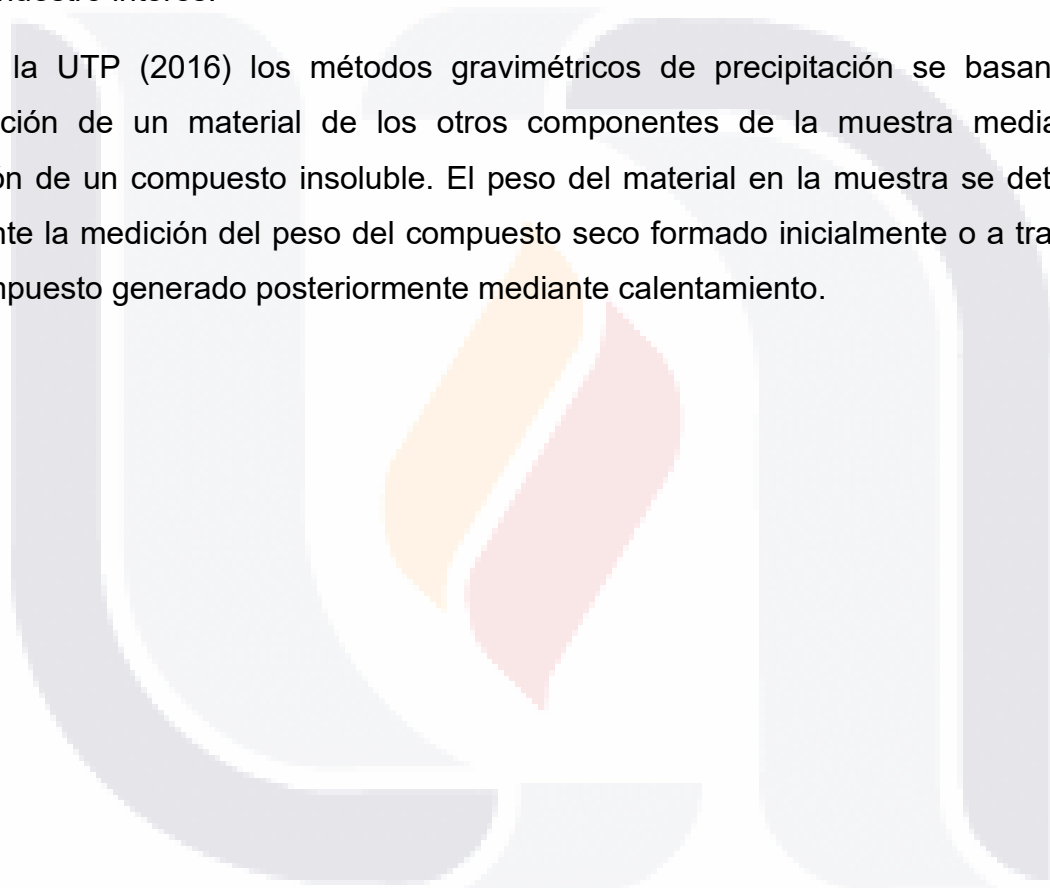 nuestro interés.
la UTP (2016) los métodos gravimétricos de precipitación se basan
ción de un material de los otros componentes de la muestra media
ón de un compuesto insoluble. El peso del material en la muestra se det
nte la medición del peso del compuesto seco formado inicialmente o a tra
mpuesto generado posteriormente mediante calentamiento.